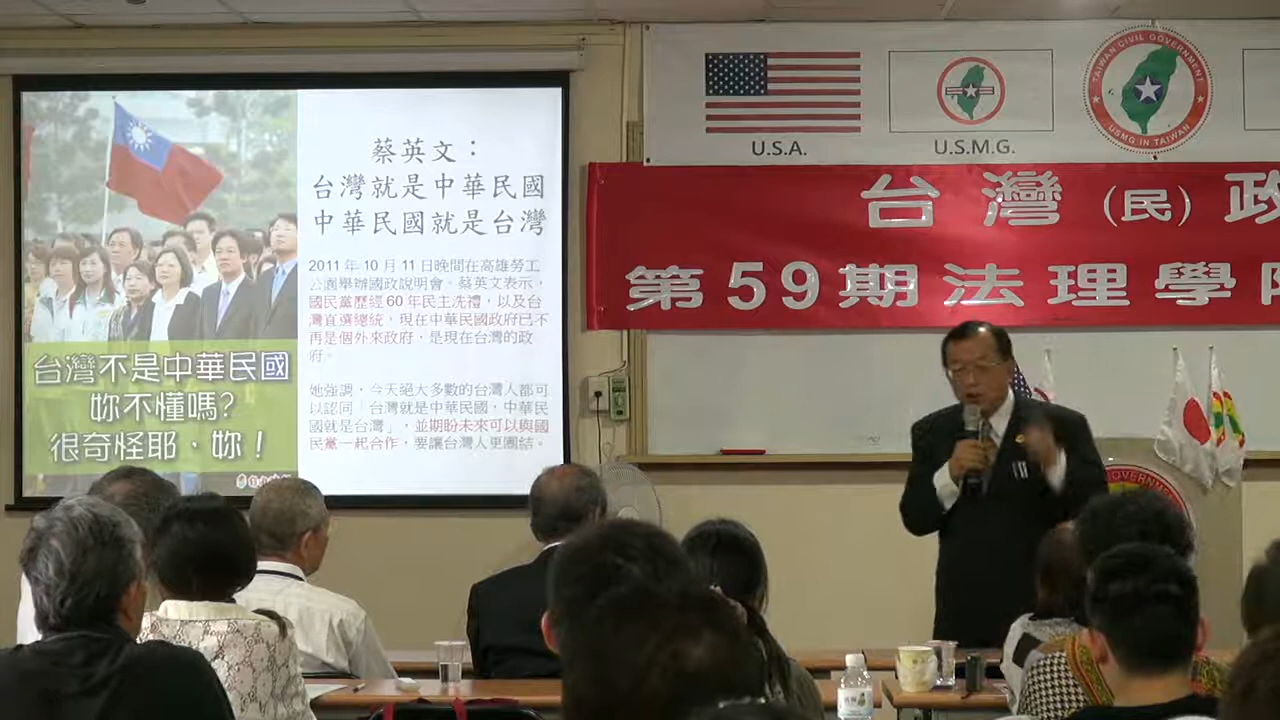 蔡英文：
台灣就是中華民國
中華民國就是台灣
2011 年 10 月 11 日晚間在高雄勞工
公園舉辦國政說明會。蔡英文表示，
國民黨歷經 60 年民主洗禮，以及台
灣直選總統，現在中華民國政府已不
再是個外來政府，是現在台灣的政
府。
她強調，今天絕大多數的台灣人都可
以認同「台灣就是中華民國，中華民
國就是台灣」，並期盼未來可以與國
民黨一起合作，要讓台灣人更團結。
台灣不是中華民國
妳不懂嗎?
很奇怪耶、妳！
U.S.A.
U.S.M.G.
TAIWAN CIVIL GOVERNMENT
USMG IN TAIWAN
台灣（民）政
第59期法理學
GOVERNMENT